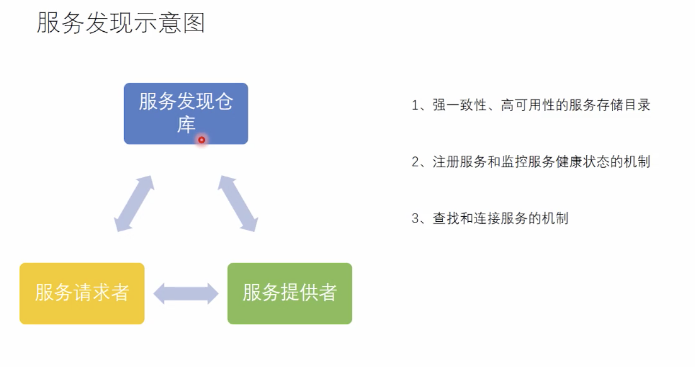 服务发现示意图
服务发现仓
库
1、强一致性、高可用性的服务存储目录
2、注册服务和监控服务健康状态的机制
3、查找和连接服务的机制
服务请求者
服务提供者